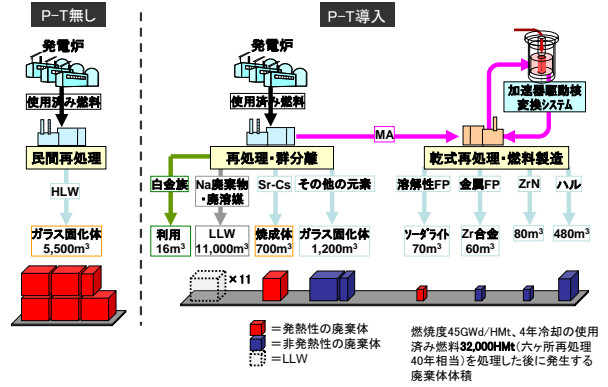 P-T無し
P-T導入
発電炉
使用済み燃料
民間再処理
HLW
ガラス固化体
5,500m³
発電炉
使用済み燃料
再処理・群分離
MA
加速器駆動核
変換システム
乾式再処理・燃料製造
白金族
Na廃棄物
・廃溶媒
Sr-Cs
その他の元素
溶解性FP
金属FP
ZrN
ハル
利用
16m³
LLW
11,000m³
焼成体
700m³
ガラス固化体
1,200m³
ソーダライト
70m³
Zr合金
60m³
80m³
480m³
×11
=発熱性の廃棄体
=非発熱性の廃棄体
=LLW
燃焼度45GWd/HMt、4年冷却の使用
済み燃料32,000HMt(六ヶ所再処理
40年相当)を処理した後に発生する
廃棄体体積